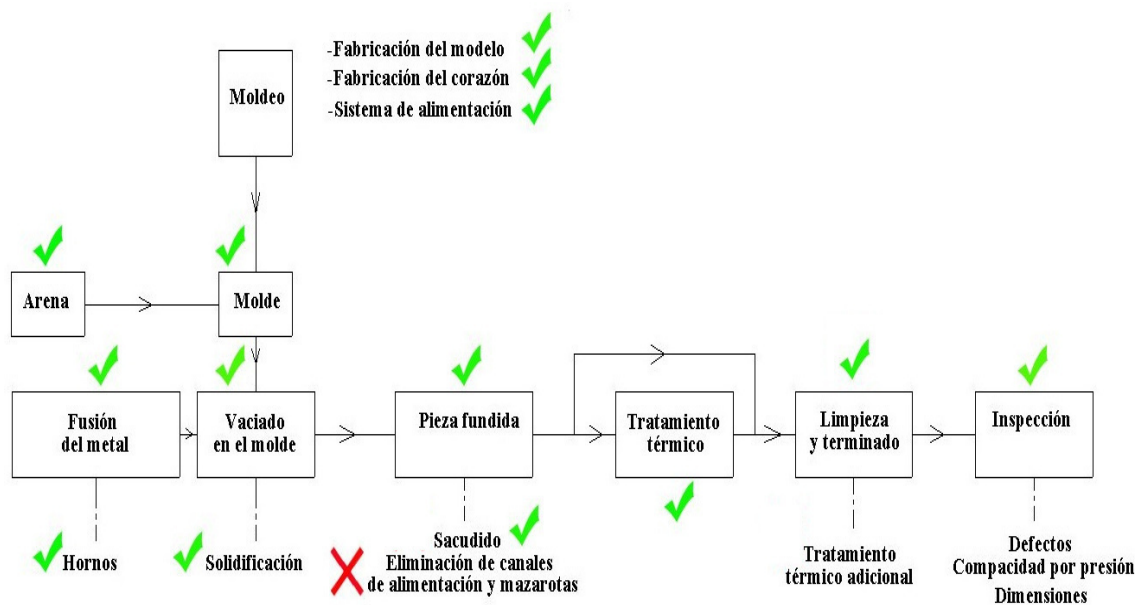 Moldeo
-Fabricación del modelo
-Fabricación del corazón
-Sistema de alimentación
Arena
Molde
Fusión
del metal
Vaciado
en el molde
Pieza fundida
Tratamiento
térmico
Limpieza
y terminado
Inspección
Hornos
Solidificación
Sacudido
Eliminación de canales
de alimentación y mazarotas
Tratamiento
térmico adicional
Defectos
Compacidad por presión
Dimensiones